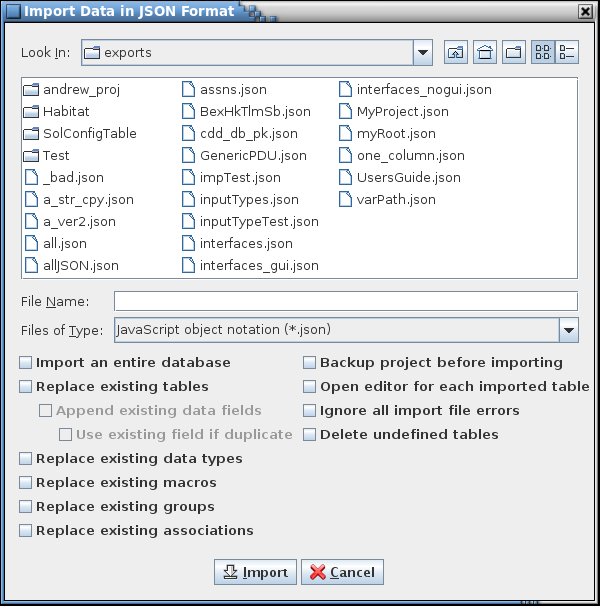 Import Data in JSON Format
Look In:
exports
andrew_proj
Habitat
SolConfigTable
Test
_bad.json
a_str_cpy.json
a_ver2.json
all.json
allJSON.json
assns.json
BexHkTlmSb.json
cdd_db_pk.json
GenericPDU.json
impTest.json
inputTypes.json
inputTypeTest.json
interfaces.json
interfaces_gui.json
interfaces_nogui.json
MyProject.json
myRoot.json
one_column.json
UsersGuide.json
varPath.json
File Name:
Files of Type:
JavaScript object notation (*.json)
Import an entire database
Replace existing tables
Append existing data fields
Use existing field if duplicate
Replace existing data types
Replace existing macros
Replace existing groups
Replace existing associations
Backup project before importing
Open editor for each imported table
Ignore all import file errors
Delete undefined tables
Import
Cancel